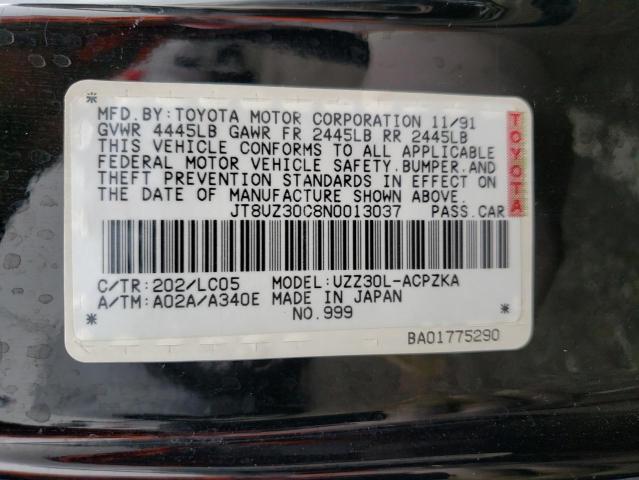 MFD.BY:TOYOTA MOTOR CORPORATION 11/91
GVWR 4445LB GAWR FR 2445LB RR 2445LB
THIS VEHICLE CONFORMS TO ALL APPLICABLE
FEDERAL MOTOR VEHICLE SAFETY,BUMPER,AND
THEFT PREVENTION STANDARDS IN EFFECT ON
THE DATE OF MANUFACTURE SHOWN ABOVE.
JT8UZ30C8N0013037 PASS.CAR
TOYOTA
C/TR:202/LC05 MODEL:UZZ30L-ACPZKA
A/TM:A02A/A340E MADE IN JAPAN
NO.999
BA01775290